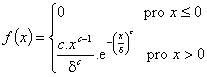 f(x) = { 0 pro x ≤ 0
c.x^{c-1} / δ^c . e^{-(x/δ)^c} pro x > 0